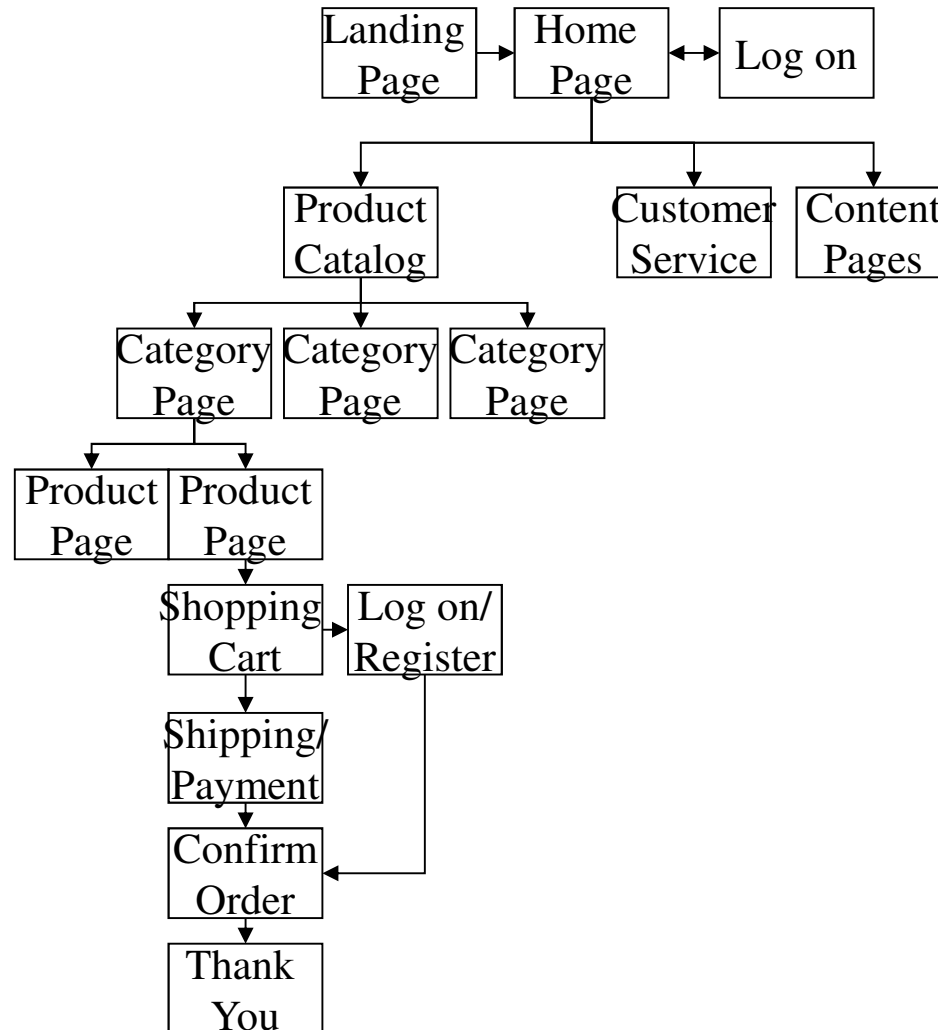 Landing
Page
Home
Page
Log on
Product
Catalog
Customer
Service
Content
Pages
Category
Page
Category
Page
Category
Page
Product
Page
Product
Page
Shopping
Cart
Log on/
Register
Shipping/
Payment
Confirm
Order
Thank
You